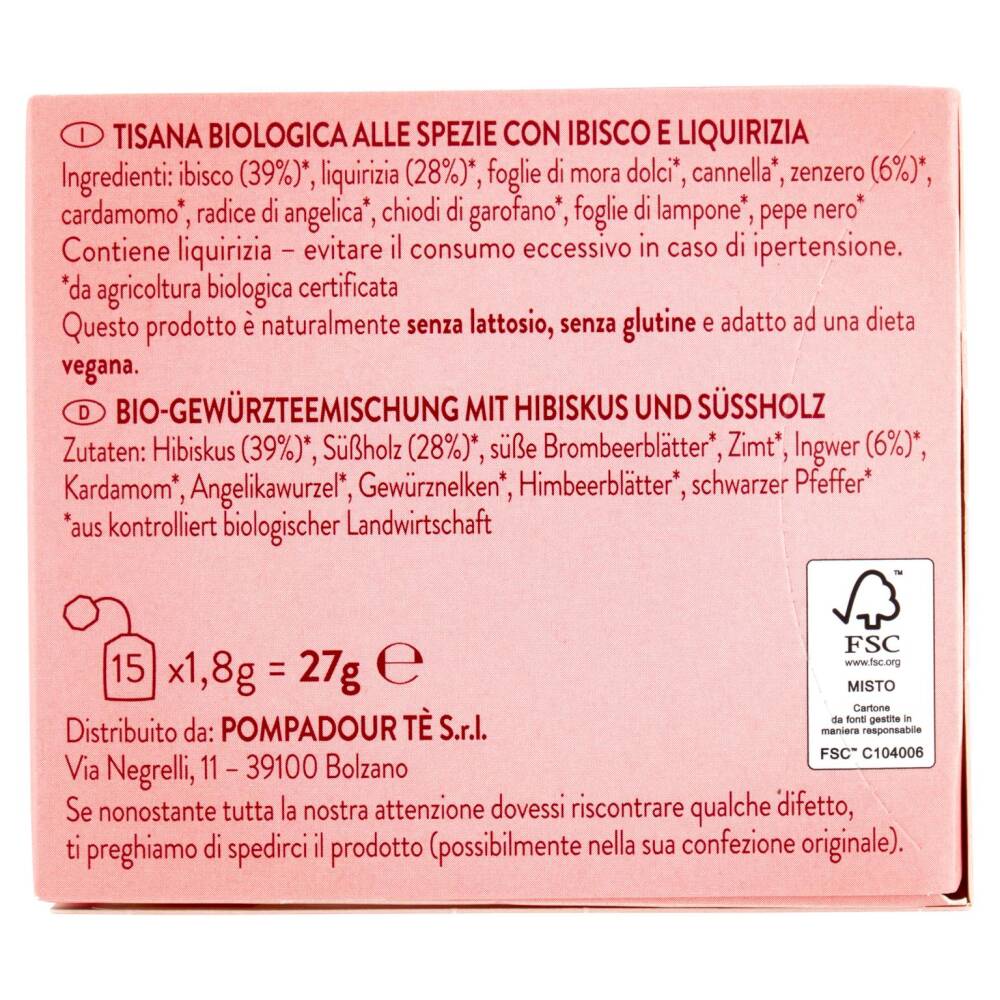 I TISANA BIOLOGICA ALLE SPEZIE CON IBISCO E LIQUIRIZIA
Ingredienti: ibisco (39%)*, liquirizia (28%)*, foglie di mora dolci*, cannella*, zenzero (6%)*,
cardamomo*, radice di angelica*, chiodi di garofano*, foglie di lampone*, pepe nero*
Contiene liquirizia – evitare il consumo eccessivo in caso di ipertensione.
*da agricoltura biologica certificata
Questo prodotto è naturalmente senza lattosio, senza glutine e adatto ad una dieta
vegana.
D BIO-GEWÜRZTEEMISCHUNG MIT HIBISKUS UND SÜSSHOLZ
Zutaten: Hibiskus (39%)*, Süßholz (28%)*, süße Brombeerblätter*, Zimt*, Ingwer (6%)*,
Kardamom*, Angelikawurzel*, Gewürznelken*, Himbeerblätter*, schwarzer Pfeffer*
*aus kontrolliert biologischer Landwirtschaft
15 x1,8g = 27g ℮
Distribuito da: POMPADOUR TÈ S.r.l.
Via Negrelli, 11 – 39100 Bolzano
Se nonostante tutta la nostra attenzione dovessi riscontrare qualche difetto,
ti preghiamo di spedirci il prodotto (possibilmente nella sua confezione originale).
™
FSC
www.fsc.org
MISTO
Cartone
da fonti gestite in
maniera responsabile
FSC™ C104006